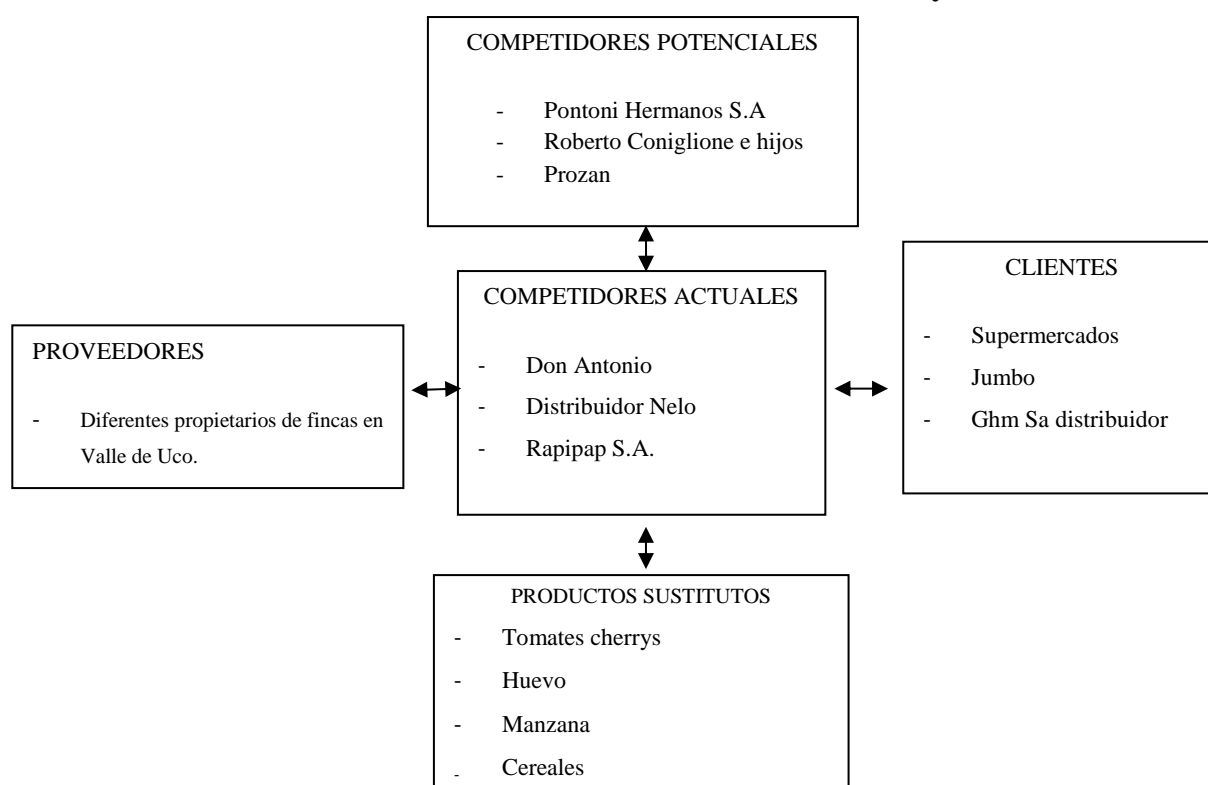 COMPETIDORES POTENCIALES
- Pontoni Hermanos S.A
- Roberto Coniglione e hijos
- Prozan
COMPETIDORES ACTUALES
- Don Antonio
- Distribuidor Nelo
- Rapipap S.A.
CLIENTES
- Supermercados
- Jumbo
- Ghm Sa distribuidor
PROVEEDORES
- Diferentes propietarios de fincas en
Valle de Uco.
PRODUCTOS SUSTITUTOS
- Tomates cherrys
- Huevo
- Manzana
- Cereales